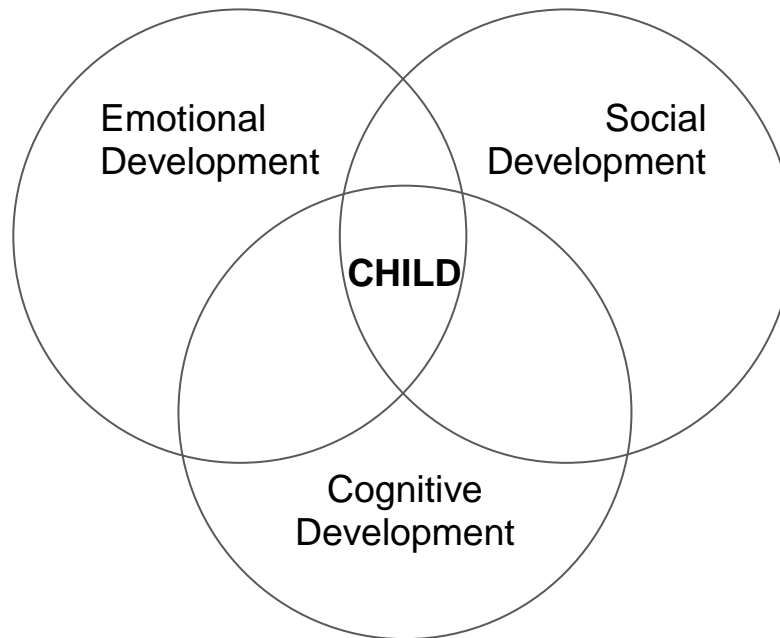 Emotional
Development
Social
Development
CHILD
Cognitive
Development